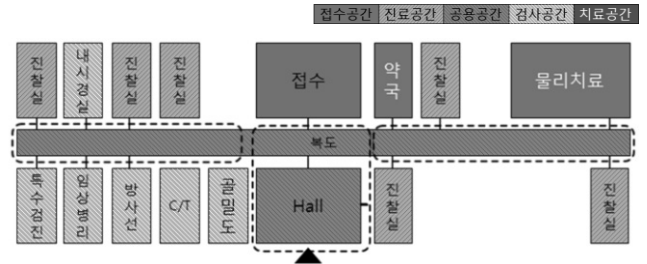 접수공간 진료공간 공용공간 검사공간 치료공간
진찰실
내시경실
진찰실
진찰실
접수
약국
진찰실
물리치료
복도
특수검진
임상병리
방사선
C/T
골밀도
Hall
진찰실
진찰실